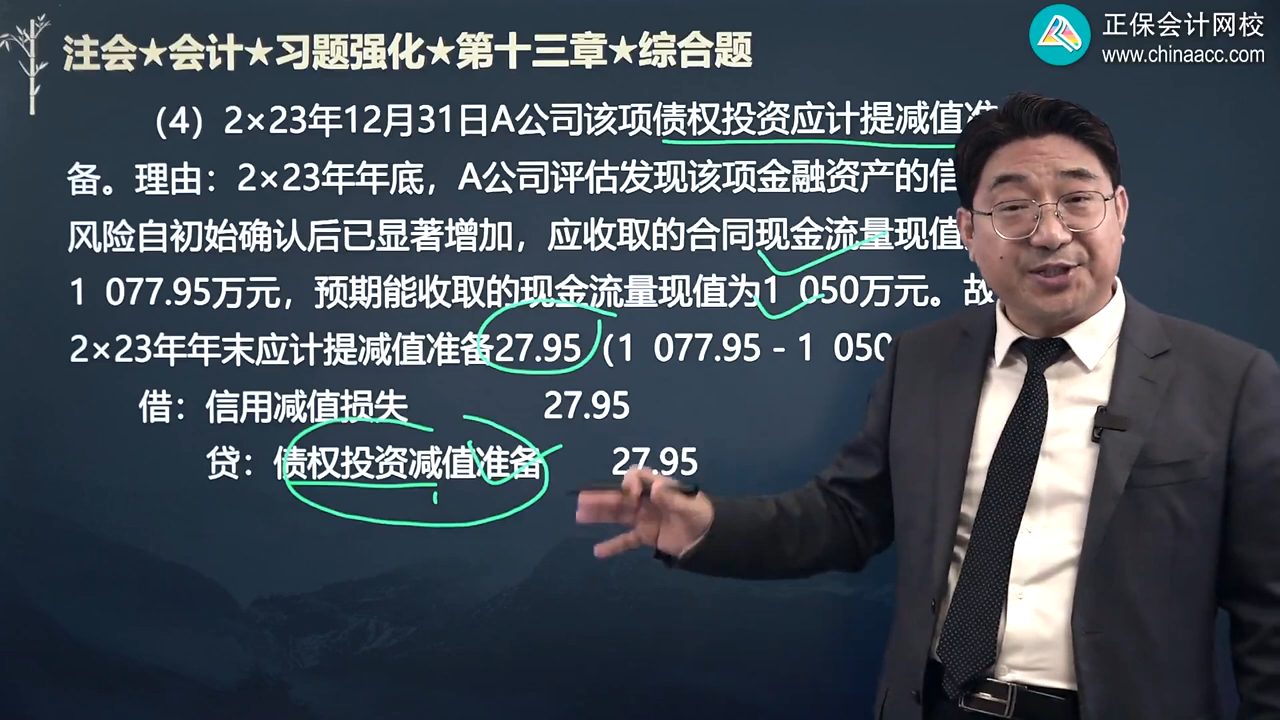 注会★会计★习题强化★第十三章★综合题
正保会计网校
www.chinaacc.com
（4）2×23年12月31日A公司该项债权投资应计提减值准
备。理由：2×23年年底，A公司评估发现该项金融资产的信
风险自初始确认后已显著增加，应收取的合同现金流量现值
1 077.95万元，预期能收取的现金流量现值为1 050万元。故
2×23年年末应计提减值准备27.95（1 077.95－1 050
借：信用减值损失 27.95
贷：债权投资减值准备 27.95